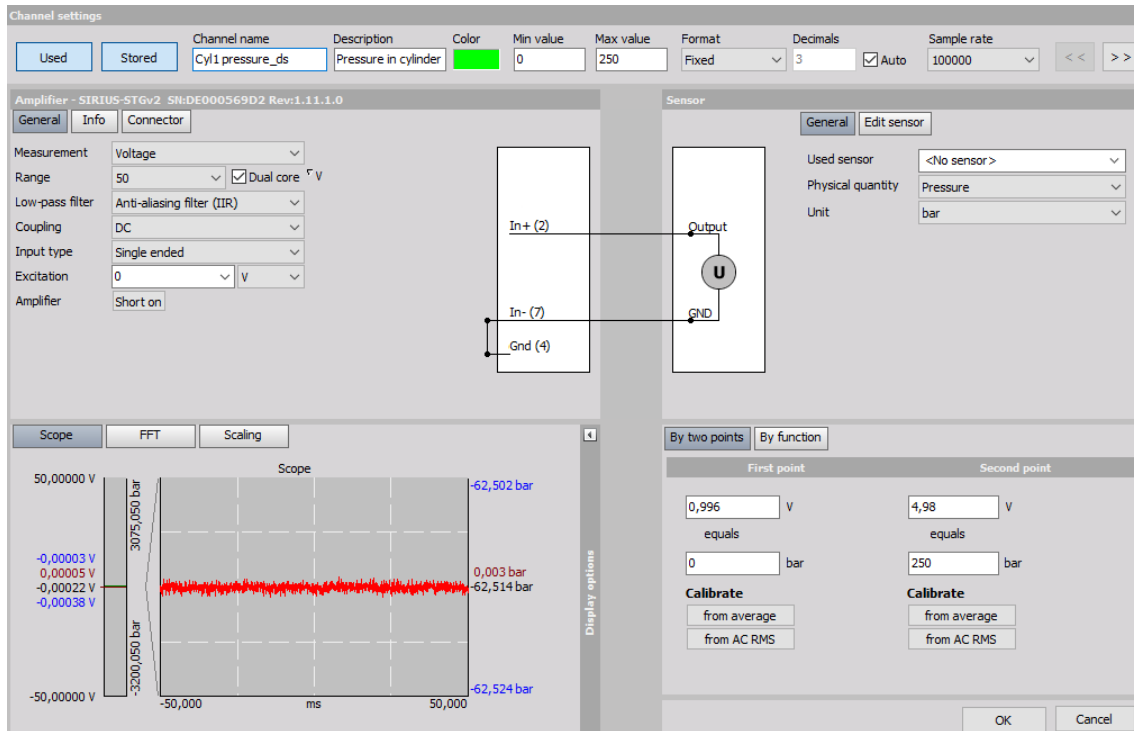 Channel settings
Used
Stored
Channel name
Cyl1 pressure_ds
Description
Pressure in cylinder
Color
Min value
0
Max value
250
Format
Fixed
Decimals
3
Auto
Sample rate
100000
<<
>>
Amplifier - SIRIUS-STGv2 SN:DE000569D2 Rev:1.11.1.0
General
Info
Connector
Measurement
Voltage
Range
50
Dual core
V
Low-pass filter
Anti-aliasing filter (IIR)
Coupling
DC
Input type
Single ended
Excitation
0
V
Amplifier
Short on
In+ (2)
In- (7)
Gnd (4)
Sensor
General
Edit sensor
Used sensor
<No sensor>
Physical quantity
Pressure
Unit
bar
Output
U
GND
Scope
FFT
Scaling
Scope
50,00000 V
-0,00003 V
0,00005 V
-0,00022 V
-0,00038 V
-50,00000 V
3075,050 bar
-3200,050 bar
-62,502 bar
0,003 bar
-62,514 bar
-62,524 bar
-50,000
ms
50,000
Display options
By two points
By function
First point
Second point
0,996 V
4,98 V
equals
equals
0 bar
250 bar
Calibrate
Calibrate
from average
from average
from AC RMS
from AC RMS
OK
Cancel